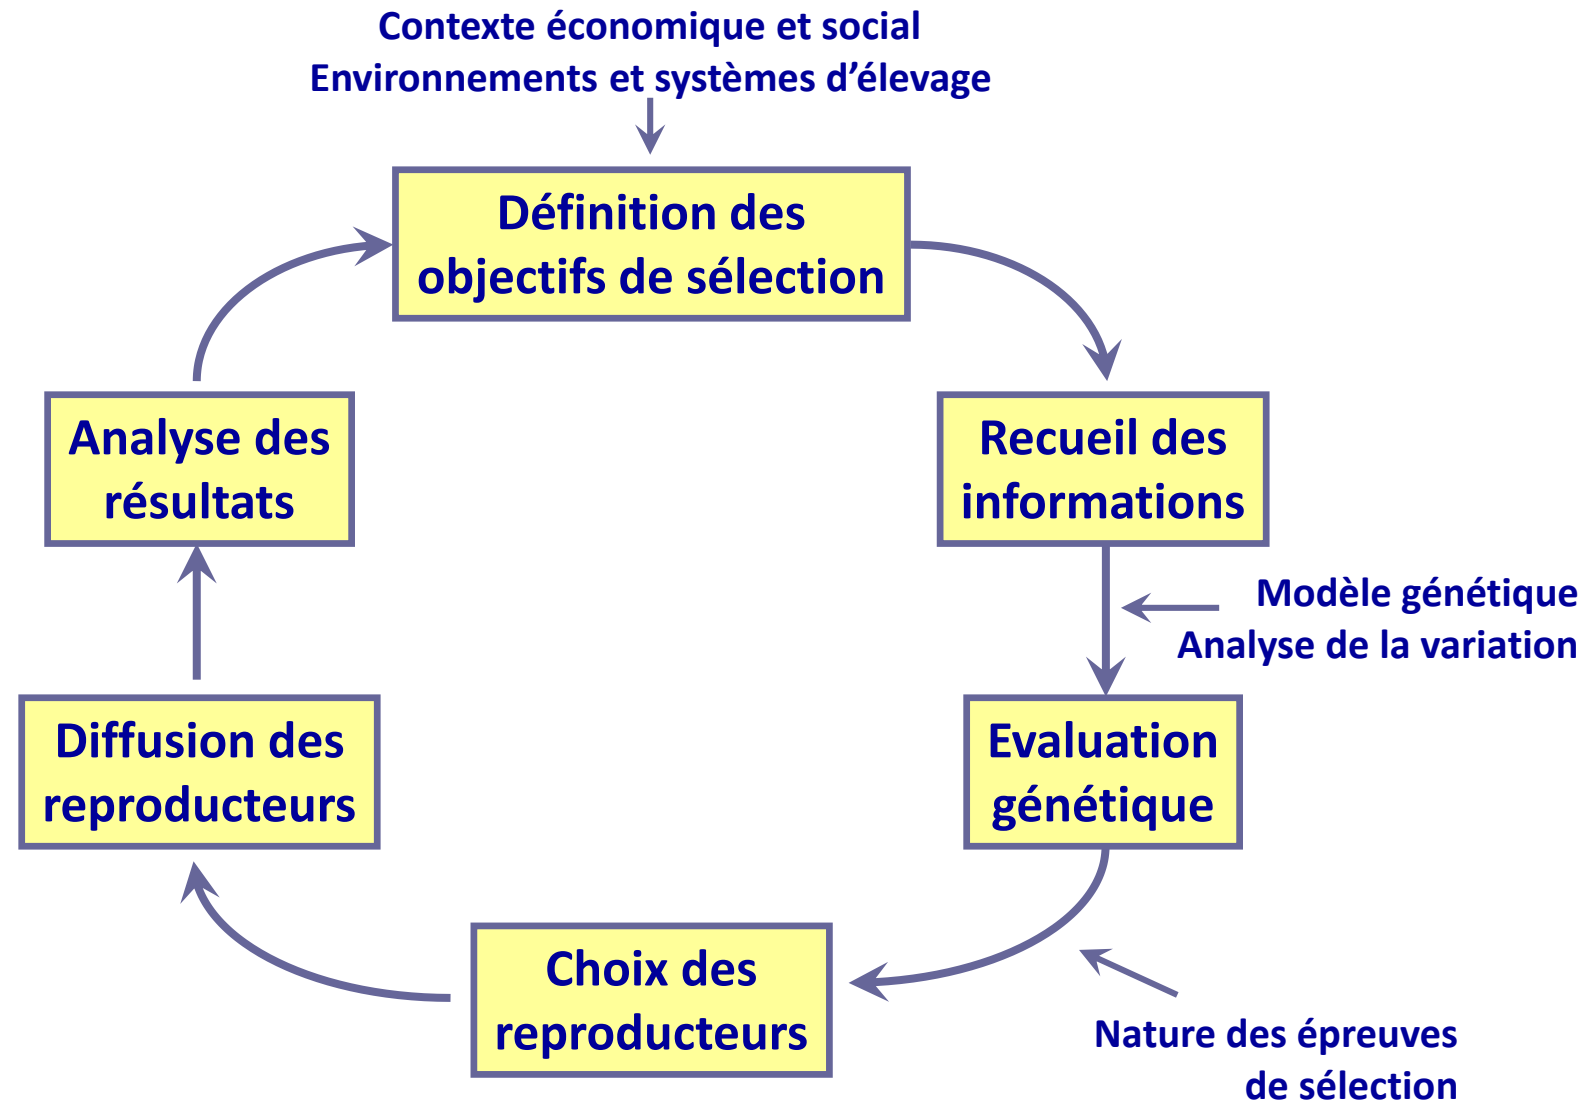 Contexte économique et social
Environnements et systèmes d’élevage
Définition des
objectifs de sélection
Analyse des
résultats
Recueil des
informations
Modèle génétique
Analyse de la variation
Diffusion des
reproducteurs
Evaluation
génétique
Choix des
reproducteurs
Nature des épreuves
de sélection